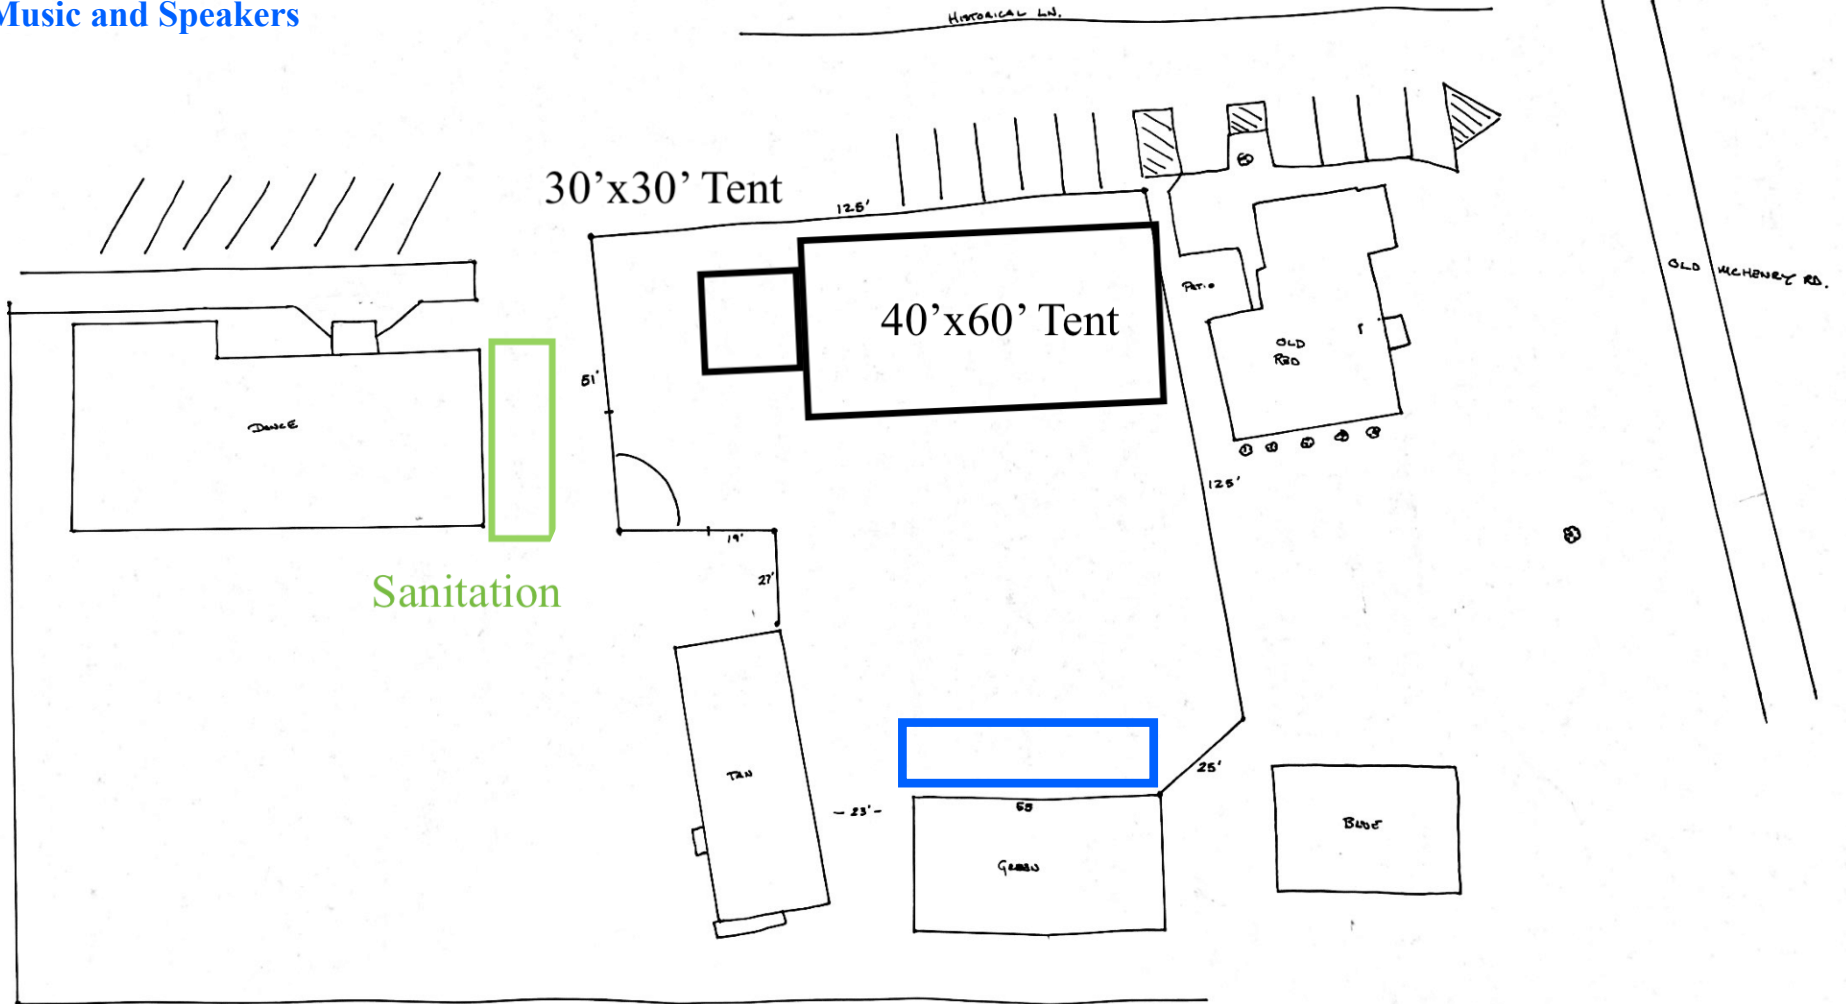 Music and Speakers
HISTORICAL LN.
30’x30’ Tent
125'
OLD MCHENRY RD.
PATIO
40’x60’ Tent
OLD
RED
51'
DANCE
125'
19'
27'
Sanitation
TAN
25'
- 23' -
55
BLUE
GREEN